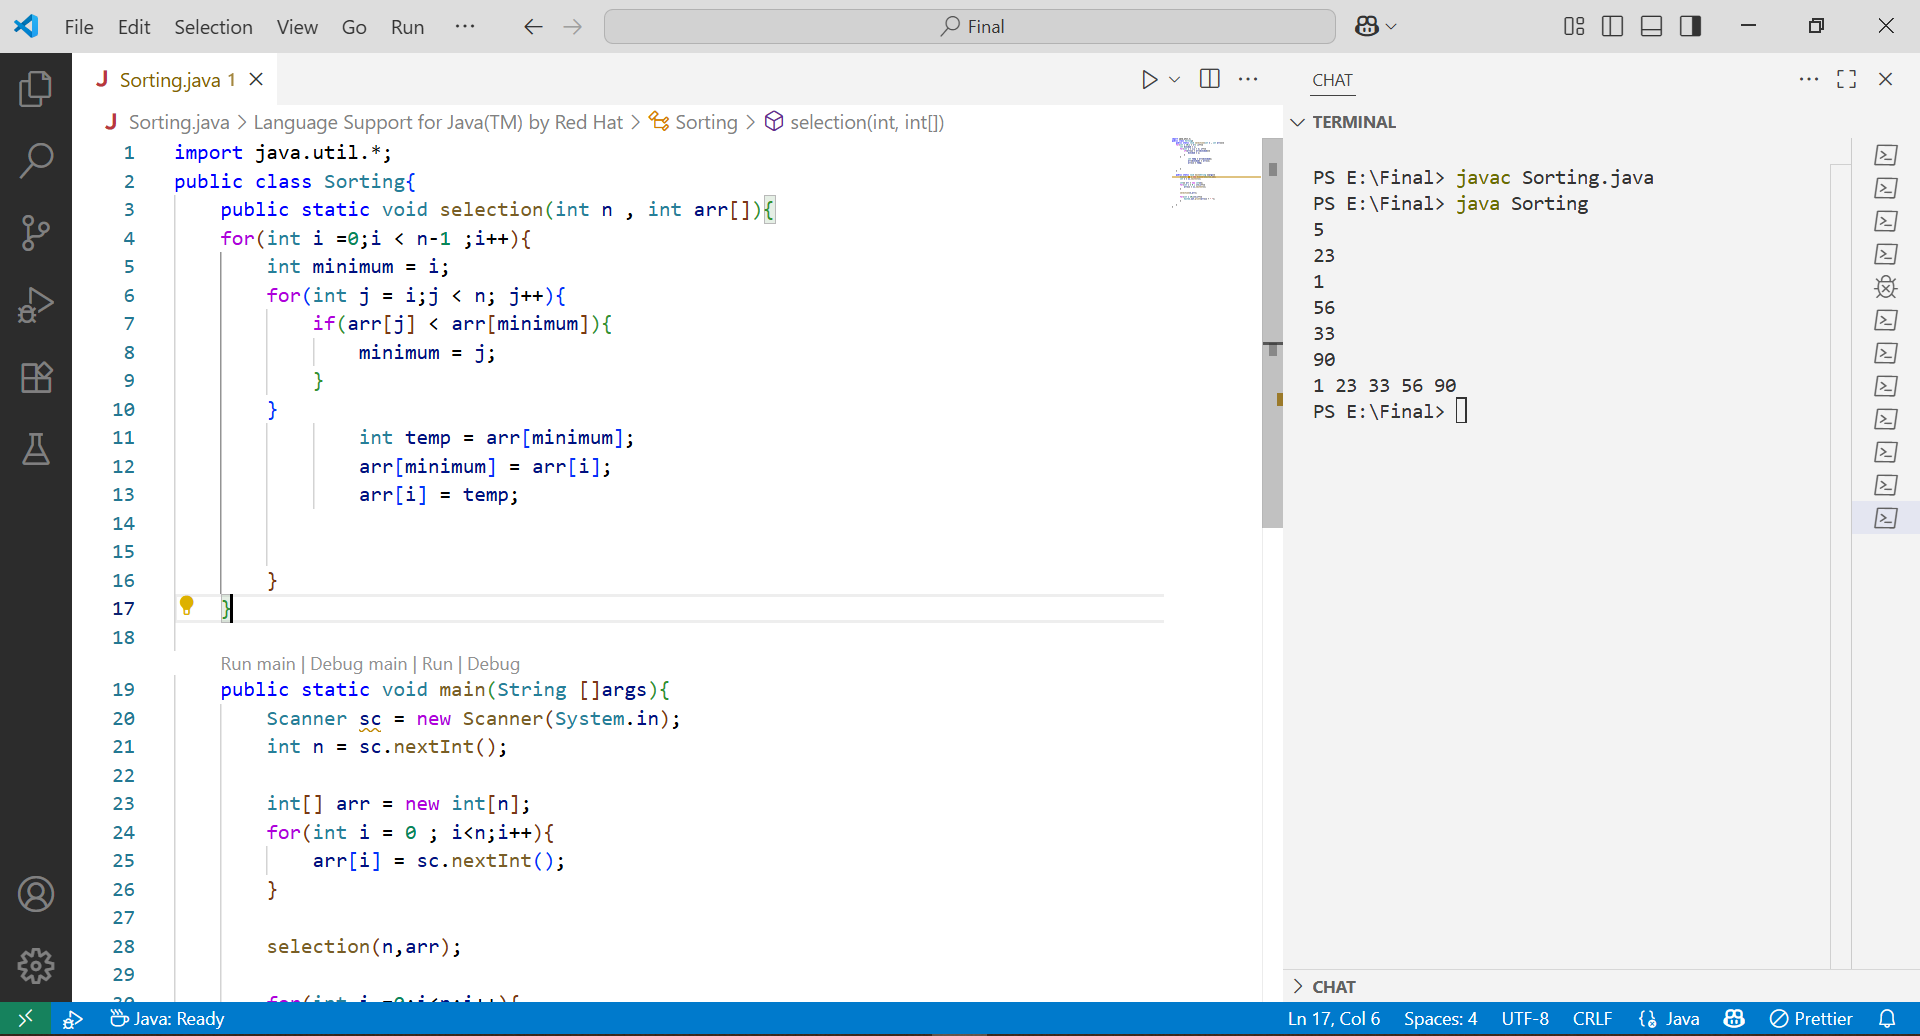 File Edit Selection View Go Run ··· Final
J Sorting.java 1
J Sorting.java > Language Support for Java(TM) by Red Hat > Sorting > selection(int, int[])
1 import java.util.*;
2 public class Sorting{
3 public static void selection(int n , int arr[]){
4 for(int i =0;i < n-1 ;i++){
5 int minimum = i;
6 for(int j = i;j < n; j++){
7 if(arr[j] < arr[minimum]){
8 minimum = j;
9 }
10 }
11 int temp = arr[minimum];
12 arr[minimum] = arr[i];
13 arr[i] = temp;
14
15
16 }
17 }
18
Run main | Debug main | Run | Debug
19 public static void main(String []args){
20 Scanner sc = new Scanner(System.in);
21 int n = sc.nextInt();
22
23 int[] arr = new int[n];
24 for(int i = 0 ; i<n;i++){
25 arr[i] = sc.nextInt();
26 }
27
28 selection(n,arr);
29
30 for(int i =0;i<n;i++){
CHAT
TERMINAL
PS E:\Final> javac Sorting.java
PS E:\Final> java Sorting
5
23
1
56
33
90
1 23 33 56 90
PS E:\Final>
CHAT
Java: Ready
Ln 17, Col 6 Spaces: 4 UTF-8 CRLF {} Java Prettier